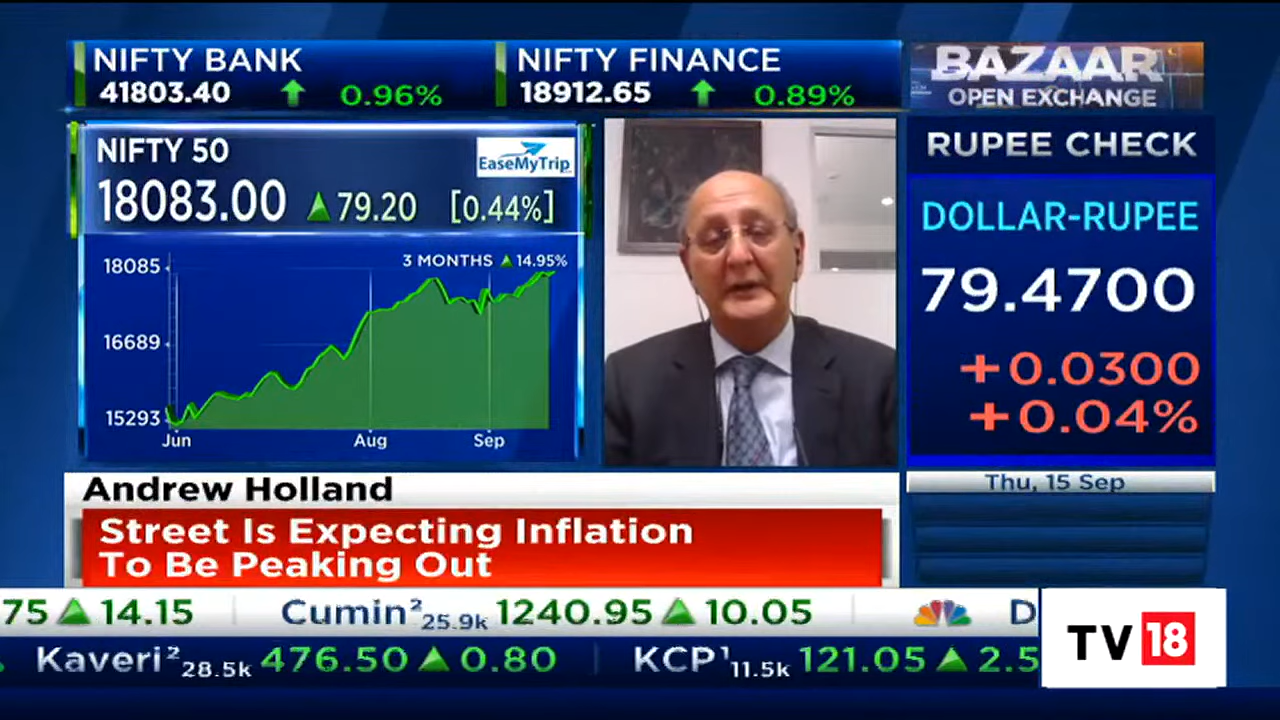 NIFTY BANK
41803.40 0.96%
NIFTY FINANCE
18912.65 0.89%
BAZAAR
OPEN EXCHANGE
NIFTY 50
EaseMyTrip
18083.00 ▲79.20 [0.44%]
3 MONTHS ▲ 14.95%
18085
16689
15293
Jun Aug Sep
RUPEE CHECK
DOLLAR-RUPEE
79.4700
+0.0300
+0.04%
Thu, 15 Sep
Andrew Holland
Street Is Expecting Inflation
To Be Peaking Out
75 ▲ 14.15 Cumin² 25.9k 1240.95 ▲ 10.05 D
Kaveri² 28.5k 476.50 ▲ 0.80 KCP¹ 11.5k 121.05 ▲ 2.5
TV18